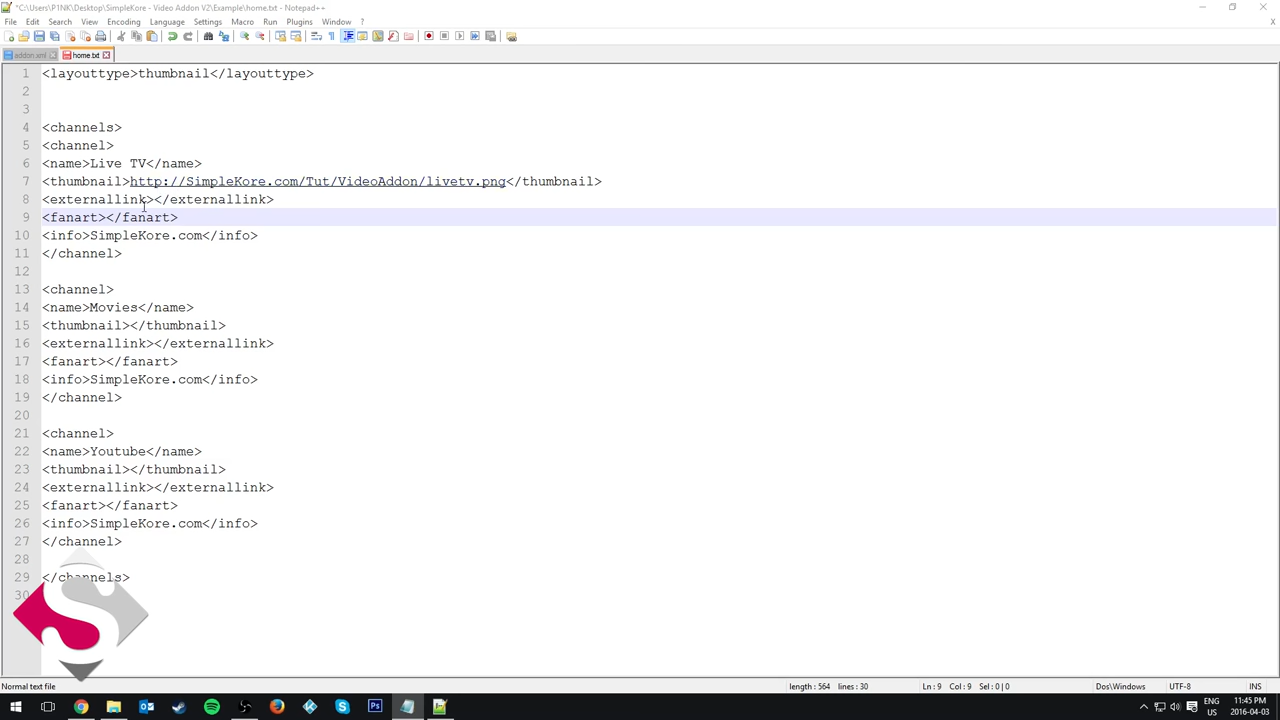 *C:\Users\P1NK\Desktop\SimpleKore - Video Addon V2\Example\home.txt - Notepad++
File Edit Search View Encoding Language Settings Macro Run Plugins Window ?
addon.xml home.txt
1 <layouttype>thumbnail</layouttype>
2
3
4 <channels>
5 <channel>
6 <name>Live TV</name>
7 <thumbnail>http://SimpleKore.com/Tut/VideoAddon/livetv.png</thumbnail>
8 <externallink></externallink>
9 <fanart></fanart>
10 <info>SimpleKore.com</info>
11 </channel>
12
13 <channel>
14 <name>Movies</name>
15 <thumbnail></thumbnail>
16 <externallink></externallink>
17 <fanart></fanart>
18 <info>SimpleKore.com</info>
19 </channel>
20
21 <channel>
22 <name>Youtube</name>
23 <thumbnail></thumbnail>
24 <externallink></externallink>
25 <fanart></fanart>
26 <info>SimpleKore.com</info>
27 </channel>
28
29 </channels>
30
S
Normal text file length : 564 lines : 30 Ln : 9 Col : 9 Sel : 0 | 0 Dos\Windows UTF-8 INS
ENG 11:45 PM
US 2016-04-03